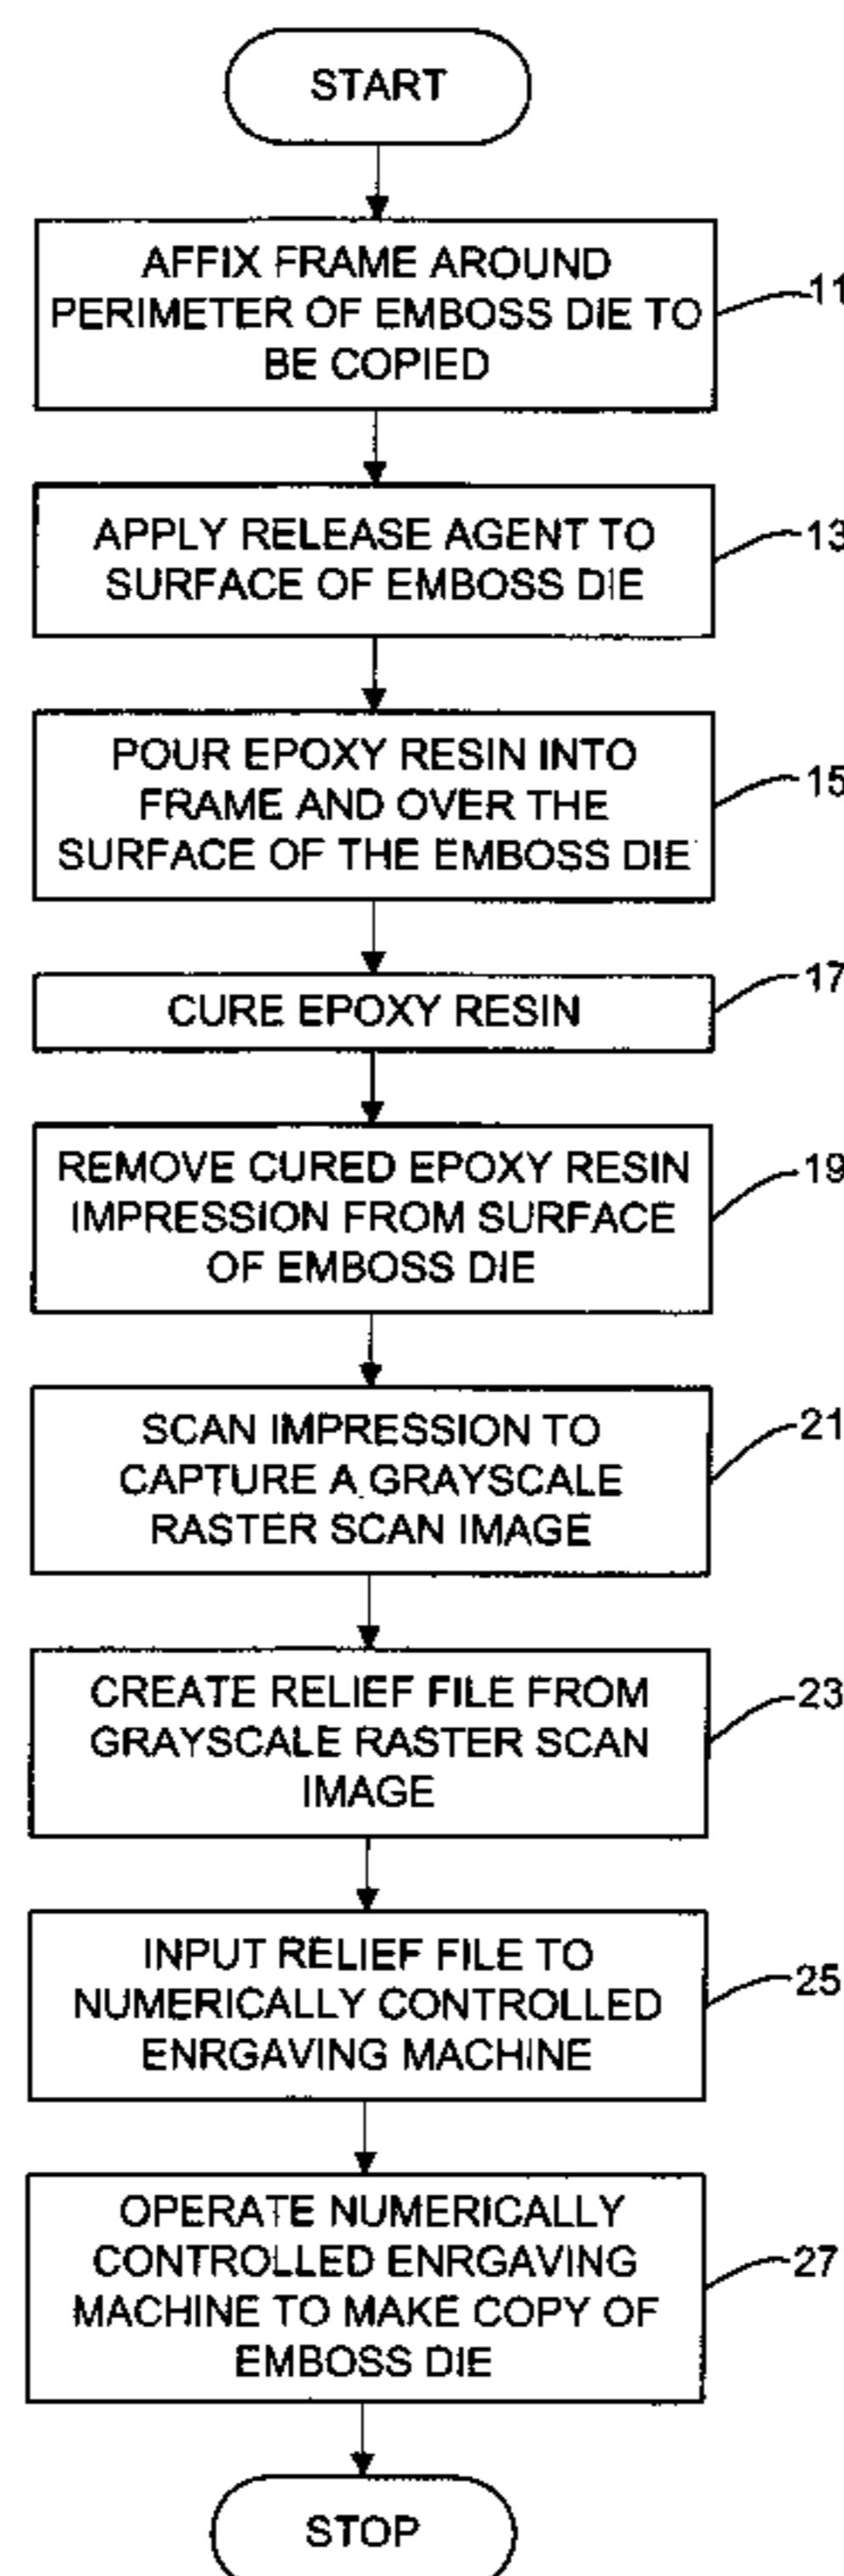 START
AFFIX FRAME AROUND
PERIMETER OF EMBOSS DIE TO
BE COPIED
11
APPLY RELEASE AGENT TO
SURFACE OF EMBOSS DIE
13
POUR EPOXY RESIN INTO
FRAME AND OVER THE
SURFACE OF THE EMBOSS DIE
15
CURE EPOXY RESIN
17
REMOVE CURED EPOXY RESIN
IMPRESSION FROM SURFACE
OF EMBOSS DIE
19
SCAN IMPRESSION TO
CAPTURE A GRAYSCALE
RASTER SCAN IMAGE
21
CREATE RELIEF FILE FROM
GRAYSCALE RASTER SCAN
IMAGE
23
INPUT RELIEF FILE TO
NUMERICALLY CONTROLLED
ENRGAVING MACHINE
25
OPERATE NUMERICALLY
CONTROLLED ENRGAVING
MACHINE TO MAKE COPY OF
EMBOSS DIE
27
STOP